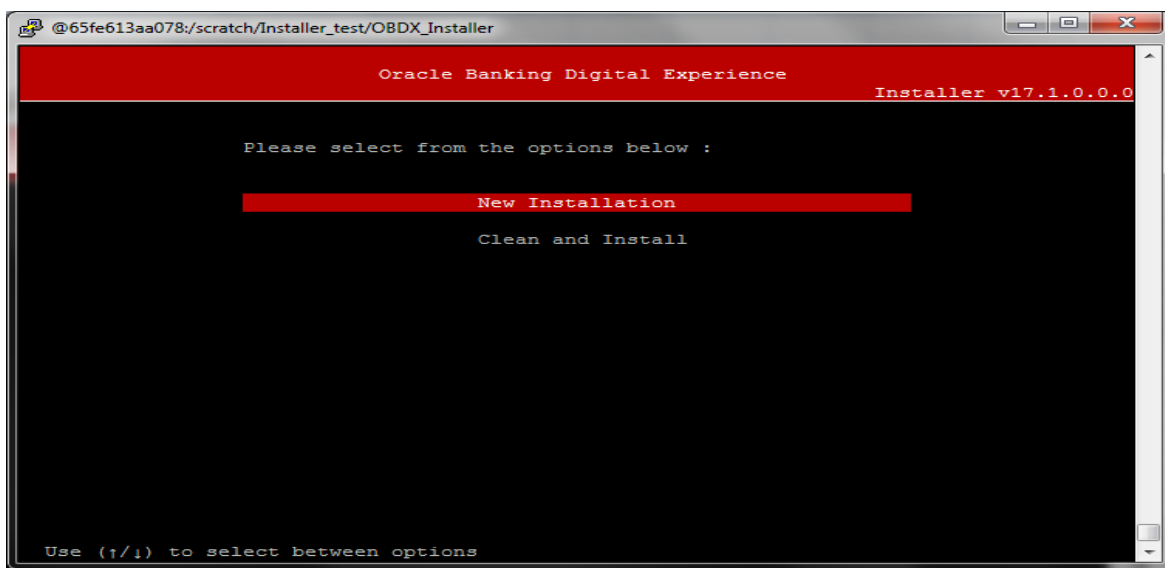 @65fe613aa078:/scratch/Installer_test/OBDX_Installer
Oracle Banking Digital Experience
Installer v17.1.0.0.0
Please select from the options below :
New Installation
Clean and Install
Use (↑/↓) to select between options